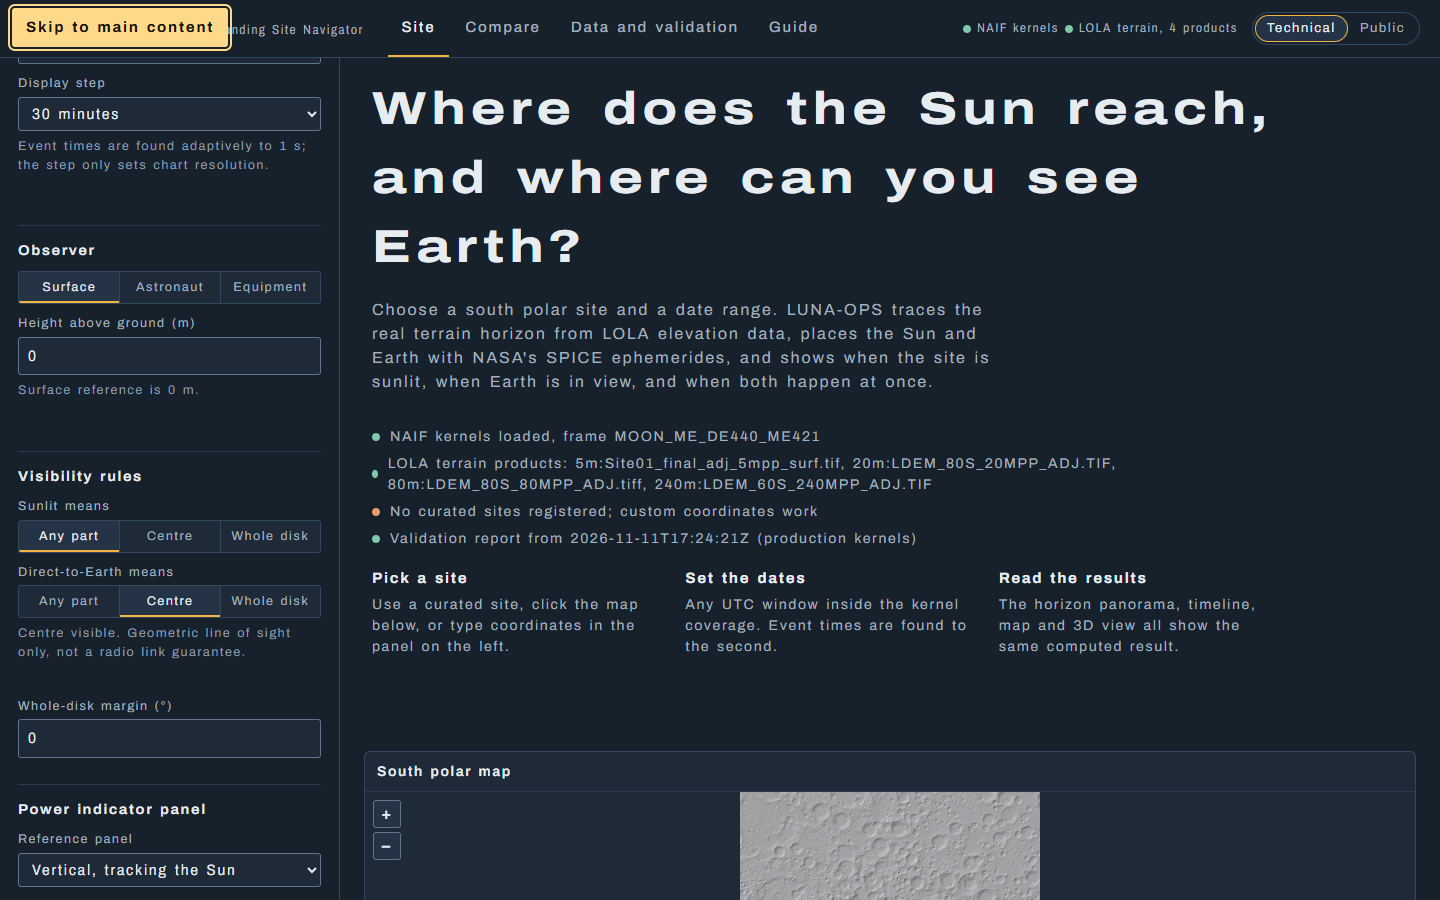 Skip to main content
nding Site Navigator
Site
Compare
Data and validation
Guide
NAIF kernels
LOLA terrain, 4 products
Technical
Public
Display step
30 minutes
Event times are found adaptively to 1 s;
the step only sets chart resolution.
Observer
Surface
Astronaut
Equipment
Height above ground (m)
0
Surface reference is 0 m.
Visibility rules
Sunlit means
Any part
Centre
Whole disk
Direct-to-Earth means
Any part
Centre
Whole disk
Centre visible. Geometric line of sight
only, not a radio link guarantee.
Whole-disk margin (°)
0
Power indicator panel
Reference panel
Vertical, tracking the Sun
Where does the Sun reach,
and where can you see
Earth?
Choose a south polar site and a date range. LUNA-OPS traces the
real terrain horizon from LOLA elevation data, places the Sun and
Earth with NASA's SPICE ephemerides, and shows when the site is
sunlit, when Earth is in view, and when both happen at once.
NAIF kernels loaded, frame MOON_ME_DE440_ME421
LOLA terrain products: 5m:Site01_final_adj_5mpp_surf.tif, 20m:LDEM_80S_20MPP_ADJ.TIF,
80m:LDEM_80S_80MPP_ADJ.tiff, 240m:LDEM_60S_240MPP_ADJ.TIF
No curated sites registered; custom coordinates work
Validation report from 2026-11-11T17:24:21Z (production kernels)
Pick a site
Use a curated site, click the map
below, or type coordinates in the
panel on the left.
Set the dates
Any UTC window inside the kernel
coverage. Event times are found to
the second.
Read the results
The horizon panorama, timeline,
map and 3D view all show the
same computed result.
South polar map
+
−